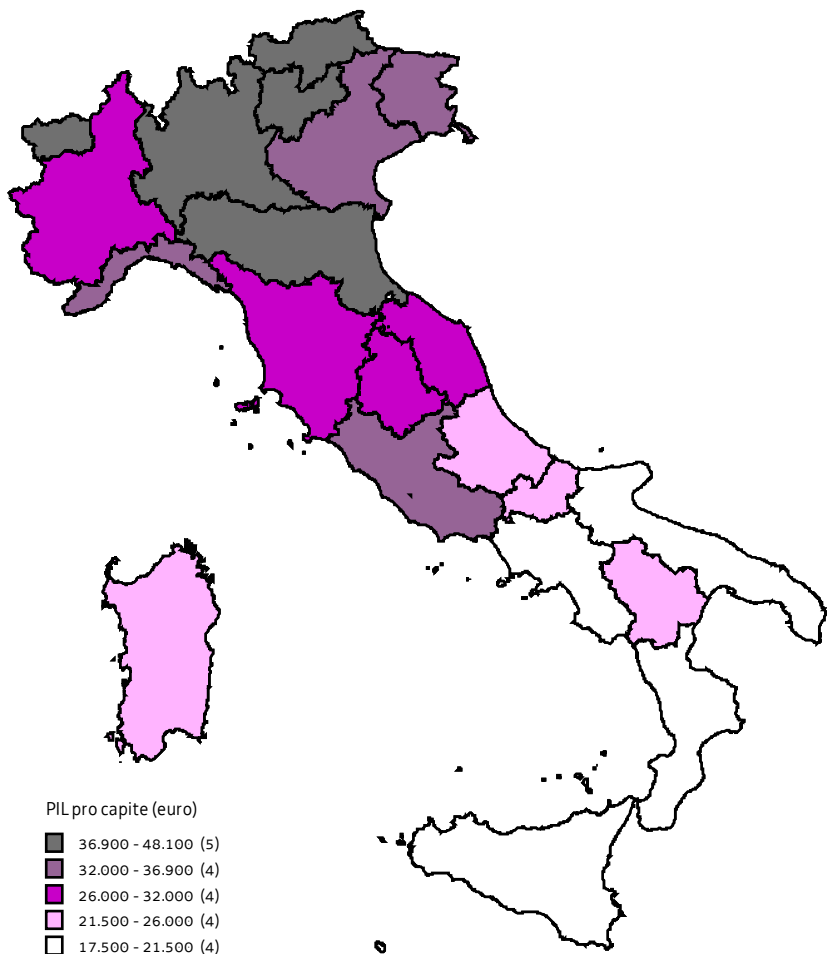 PIL pro capite (euro)
36.900 - 48.100 (5)
32.000 - 36.900 (4)
26.000 - 32.000 (4)
21.500 - 26.000 (4)
17.500 - 21.500 (4)